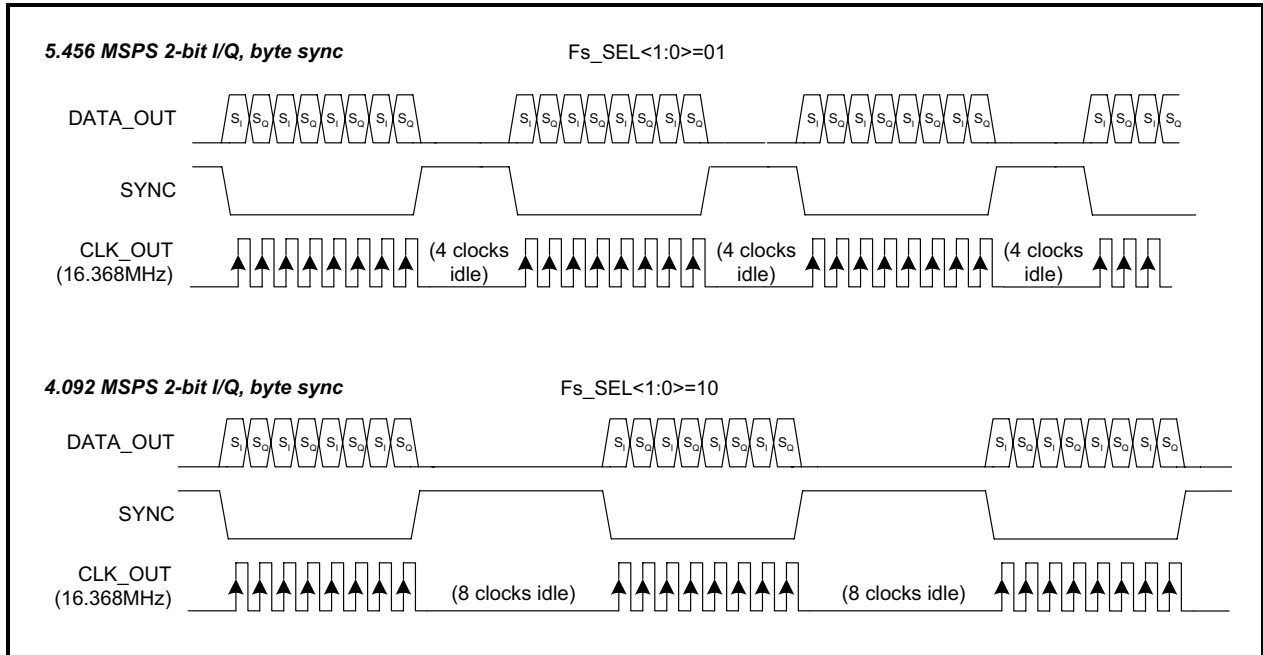 5.456 MSPS 2-bit I/Q, byte sync Fs_SEL<1:0>=01
DATA_OUT SI SQ SI SQ SI SQ SI SQ SI SQ SI SQ SI SQ SI SQ SI SQ SI SQ SI SQ SI SQ SI SQ SI SQ
SYNC
CLK_OUT
(16.368MHz)
(4 clocks
idle)
(4 clocks
idle)
(4 clocks
idle)
4.092 MSPS 2-bit I/Q, byte sync Fs_SEL<1:0>=10
DATA_OUT SI SQ SI SQ SI SQ SI SQ SI SQ SI SQ SI SQ SI SQ SI SQ SI SQ SI SQ SI SQ
SYNC
CLK_OUT
(16.368MHz)
(8 clocks idle)
(8 clocks idle)